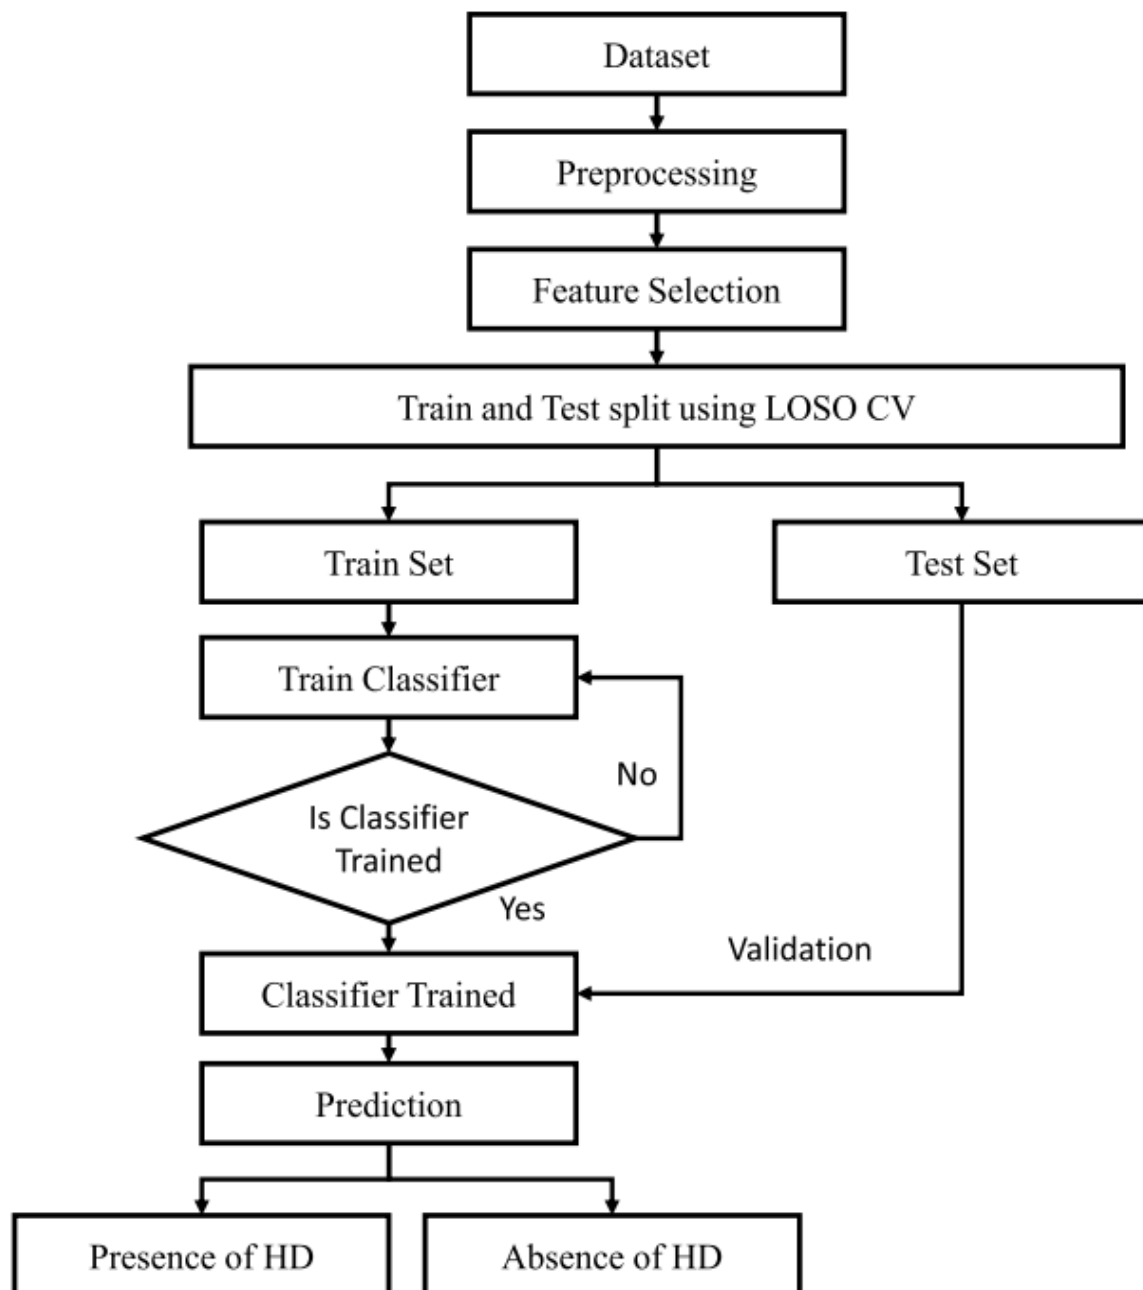 Dataset
Preprocessing
Feature Selection
Train and Test split using LOSO CV
Train Set
Test Set
Train Classifier
No
Is Classifier
Trained
Yes
Validation
Classifier Trained
Prediction
Presence of HD
Absence of HD